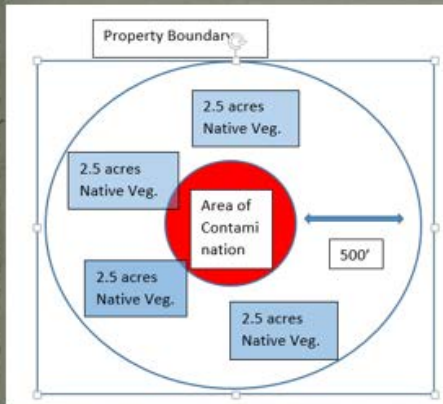 Property Boundary
2.5 acres
Native Veg.
2.5 acres
Native Veg.
Area of
Contami
nation
500'
2.5 acres
Native Veg.
2.5 acres
Native Veg.